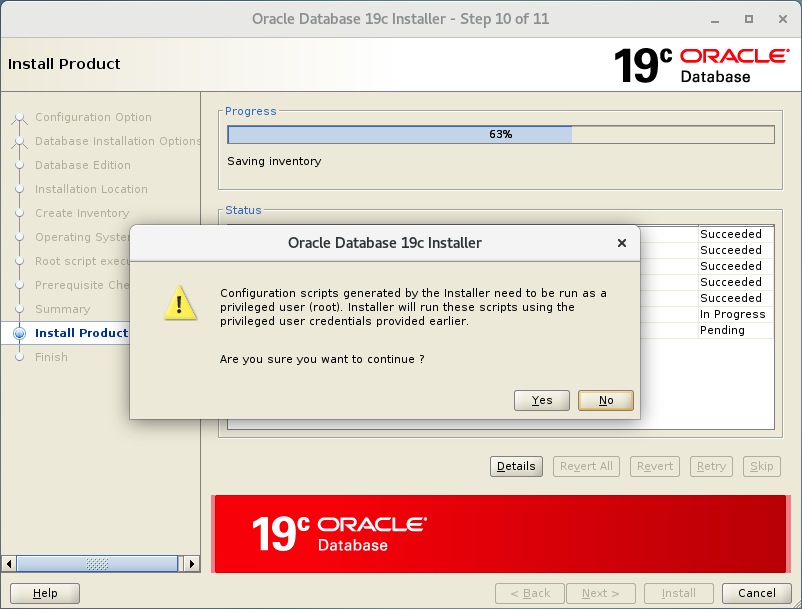 Oracle Database 19c Installer - Step 10 of 11
Install Product
19c ORACLE
Database
Configuration Option
Database Installation Options
Database Edition
Installation Location
Create Inventory
Operating Syste
Root script execu
Prerequisite Che
Summary
Install Product
Finish
Progress
63%
Saving inventory
Status
Succeeded
Succeeded
Succeeded
Succeeded
Succeeded
In Progress
Pending
Oracle Database 19c Installer
Configuration scripts generated by the Installer need to be run as a
privileged user (root). Installer will run these scripts using the
privileged user credentials provided earlier.
Are you sure you want to continue ?
Yes
No
Details
Revert All
Revert
Retry
Skip
19c ORACLE
Database
Help
< Back
Next >
Install
Cancel